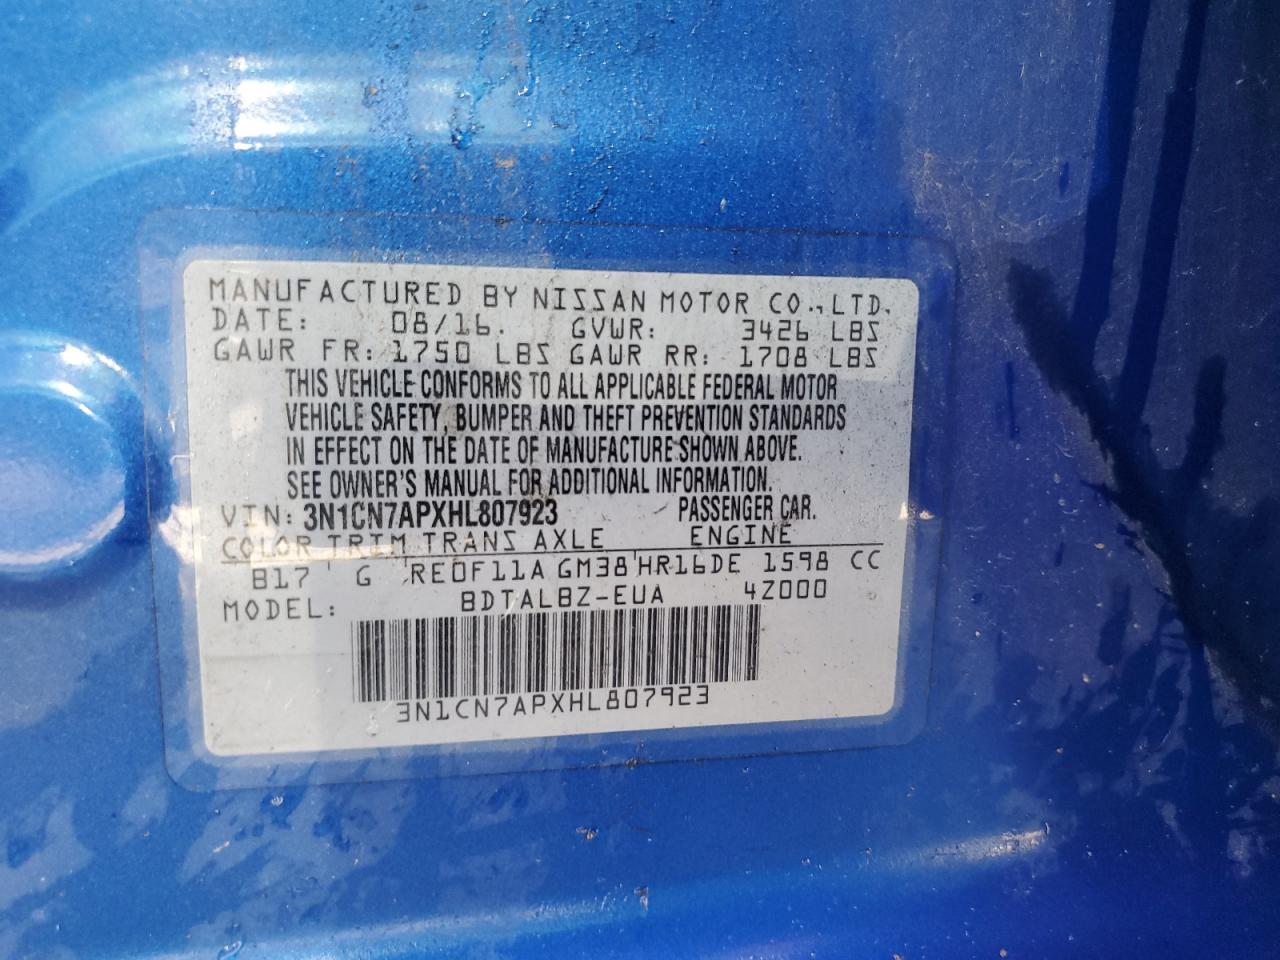 MANUFACTURED BY NISSAN MOTOR CO., LTD.
DATE: 08/16. GVWR: 3426 LBS
GAWR FR: 1750 LBS GAWR RR: 1708 LBS
THIS VEHICLE CONFORMS TO ALL APPLICABLE FEDERAL MOTOR
VEHICLE SAFETY, BUMPER AND THEFT PREVENTION STANDARDS
IN EFFECT ON THE DATE OF MANUFACTURE SHOWN ABOVE.
SEE OWNER'S MANUAL FOR ADDITIONAL INFORMATION.
VIN: 3N1CN7APXHL807923 PASSENGER CAR.
COLOR TRIM TRANS AXLE ENGINE
B17 G RE0F11A GM38 HR16DE 1598 CC
MODEL: BDTALBZ-EUA 4Z000
3N1CN7APXHL807923